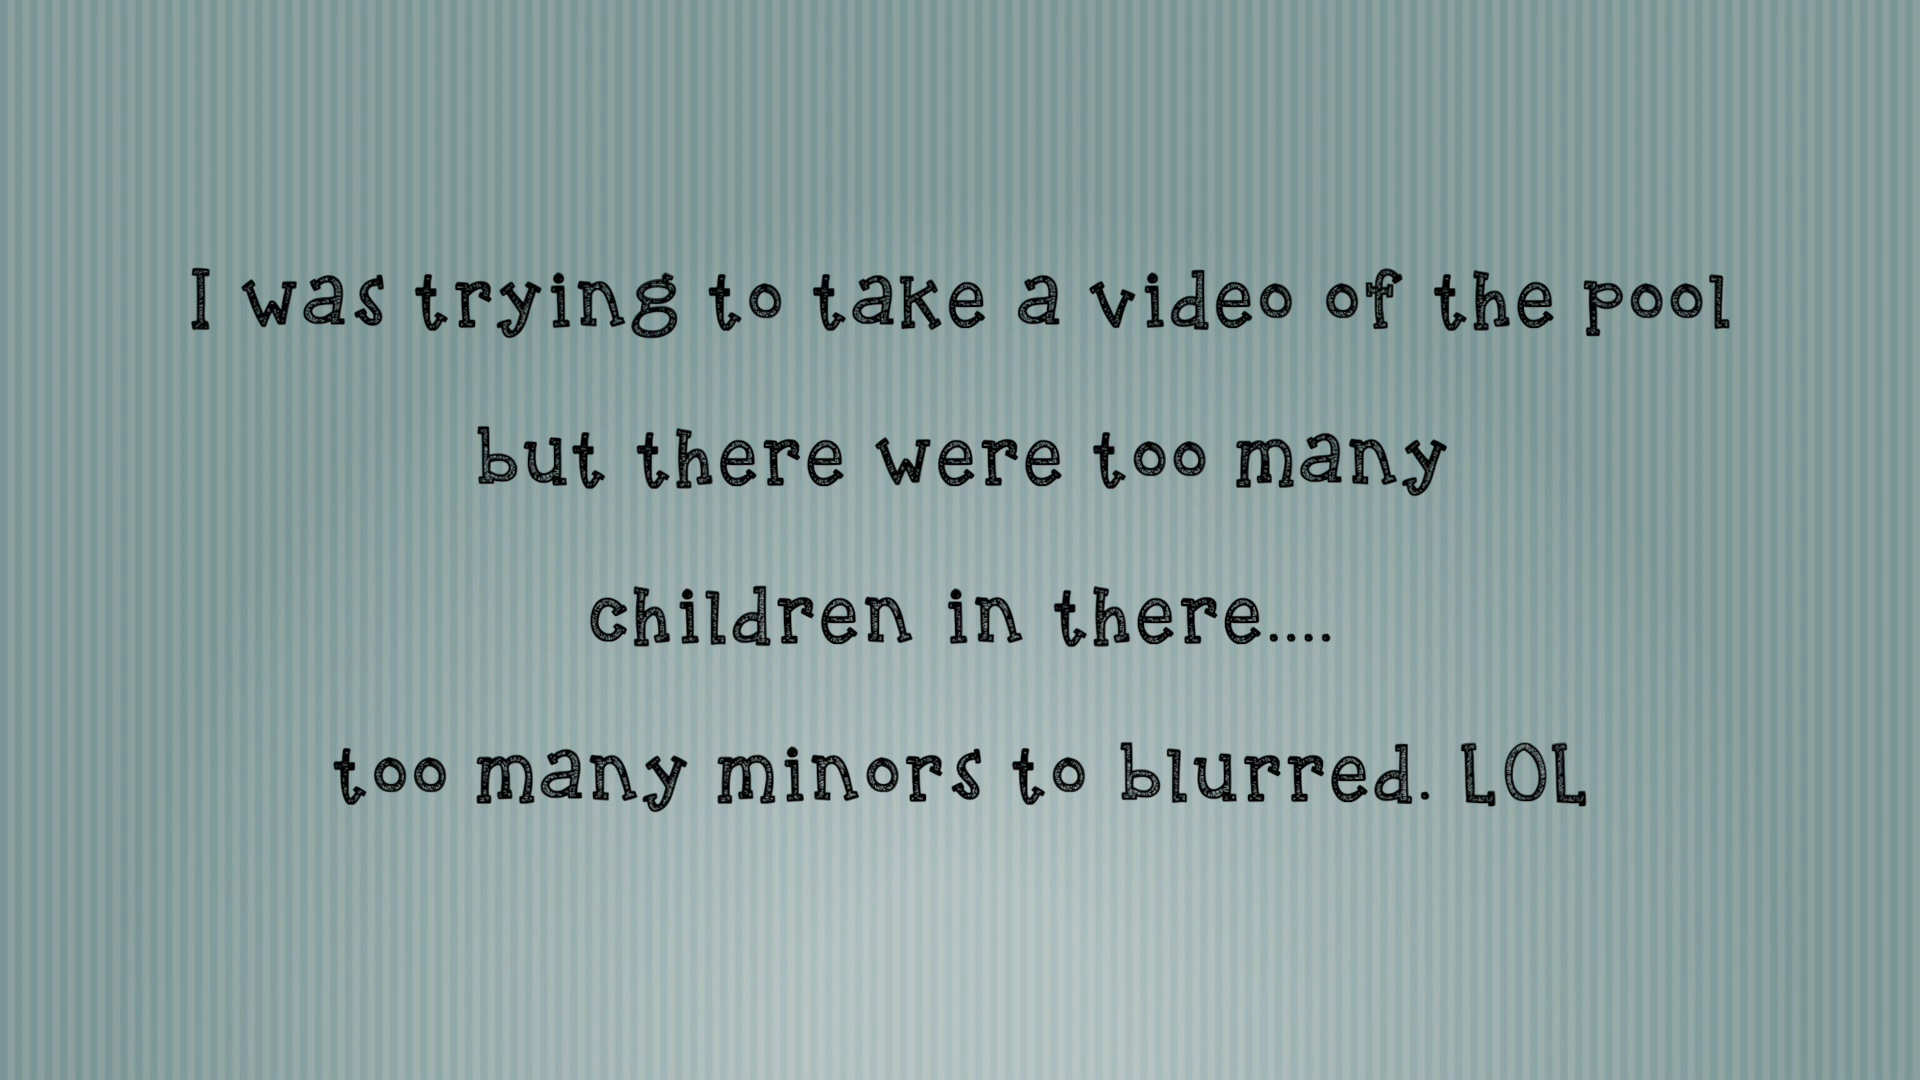 I was trying to take a video of the pool
but there were too many
children in there....
too many minors to blurred. LOL